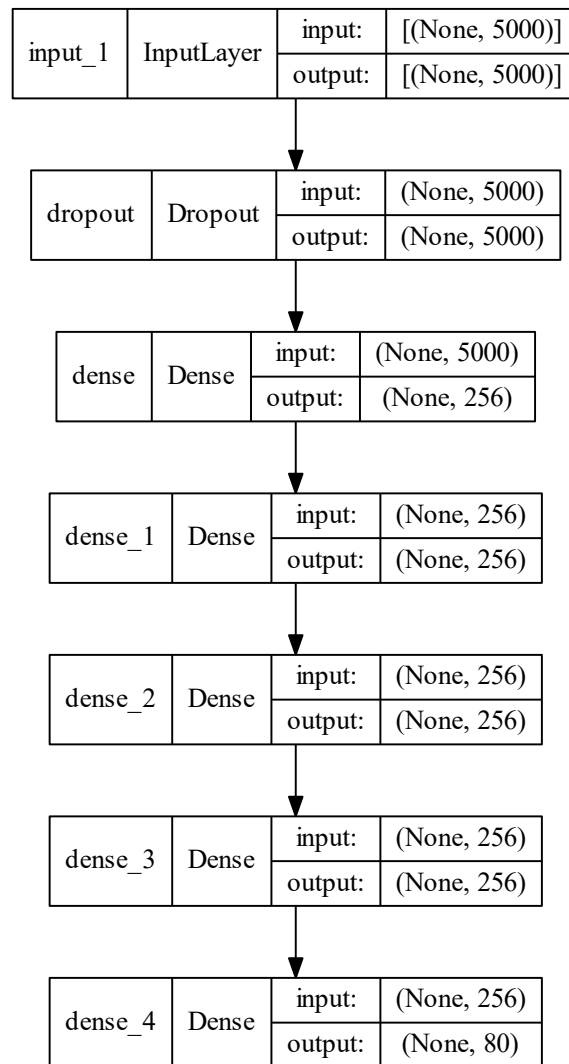 input_1 InputLayer input: [(None, 5000)]
output: [(None, 5000)]
dropout Dropout input: (None, 5000)
output: (None, 5000)
dense Dense input: (None, 5000)
output: (None, 256)
dense_1 Dense input: (None, 256)
output: (None, 256)
dense_2 Dense input: (None, 256)
output: (None, 256)
dense_3 Dense input: (None, 256)
output: (None, 256)
dense_4 Dense input: (None, 256)
output: (None, 80)